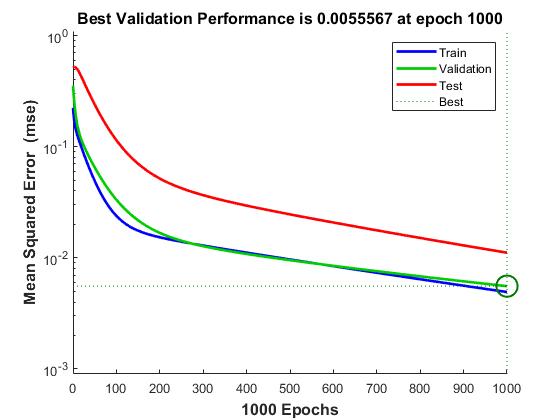 Best Validation Performance is 0.0055567 at epoch 1000
10^0
10^-1
10^-2
10^-3
Mean Squared Error (mse)
Train
Validation
Test
Best
0 100 200 300 400 500 600 700 800 900 1000
1000 Epochs